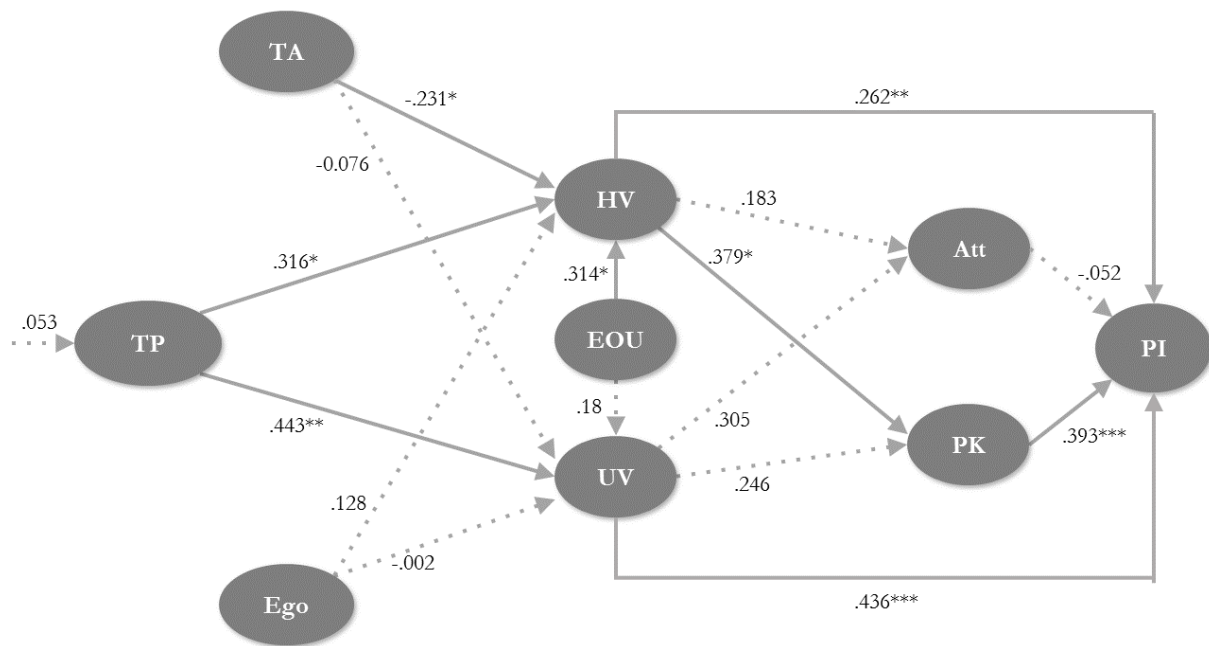 TA
-.231*
.262**
-0.076
HV
.183
Att
.316*
.314*
.379*
-.052
.053
TP
EOU
PI
.18
.443**
.305
.393***
PK
UV
.246
.128
-.002
Ego
.436***